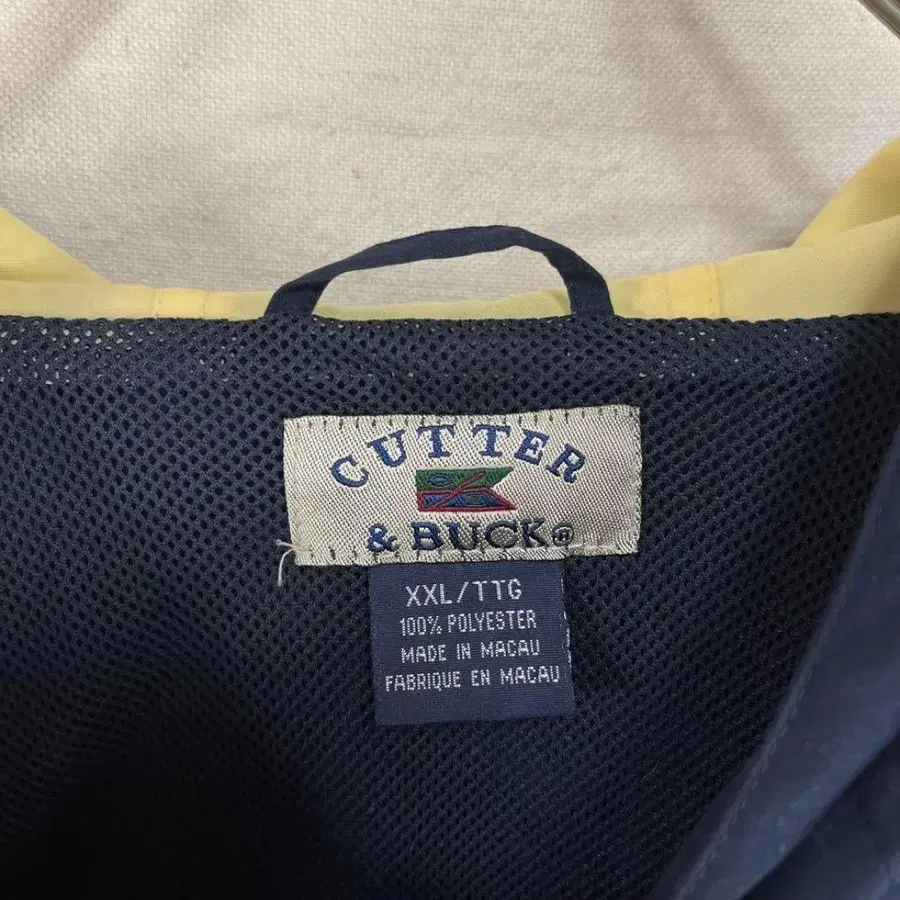 CUTTER
& BUCK®
XXL/TTG
100% POLYESTER
MADE IN MACAU
FABRIQUE EN MACAU